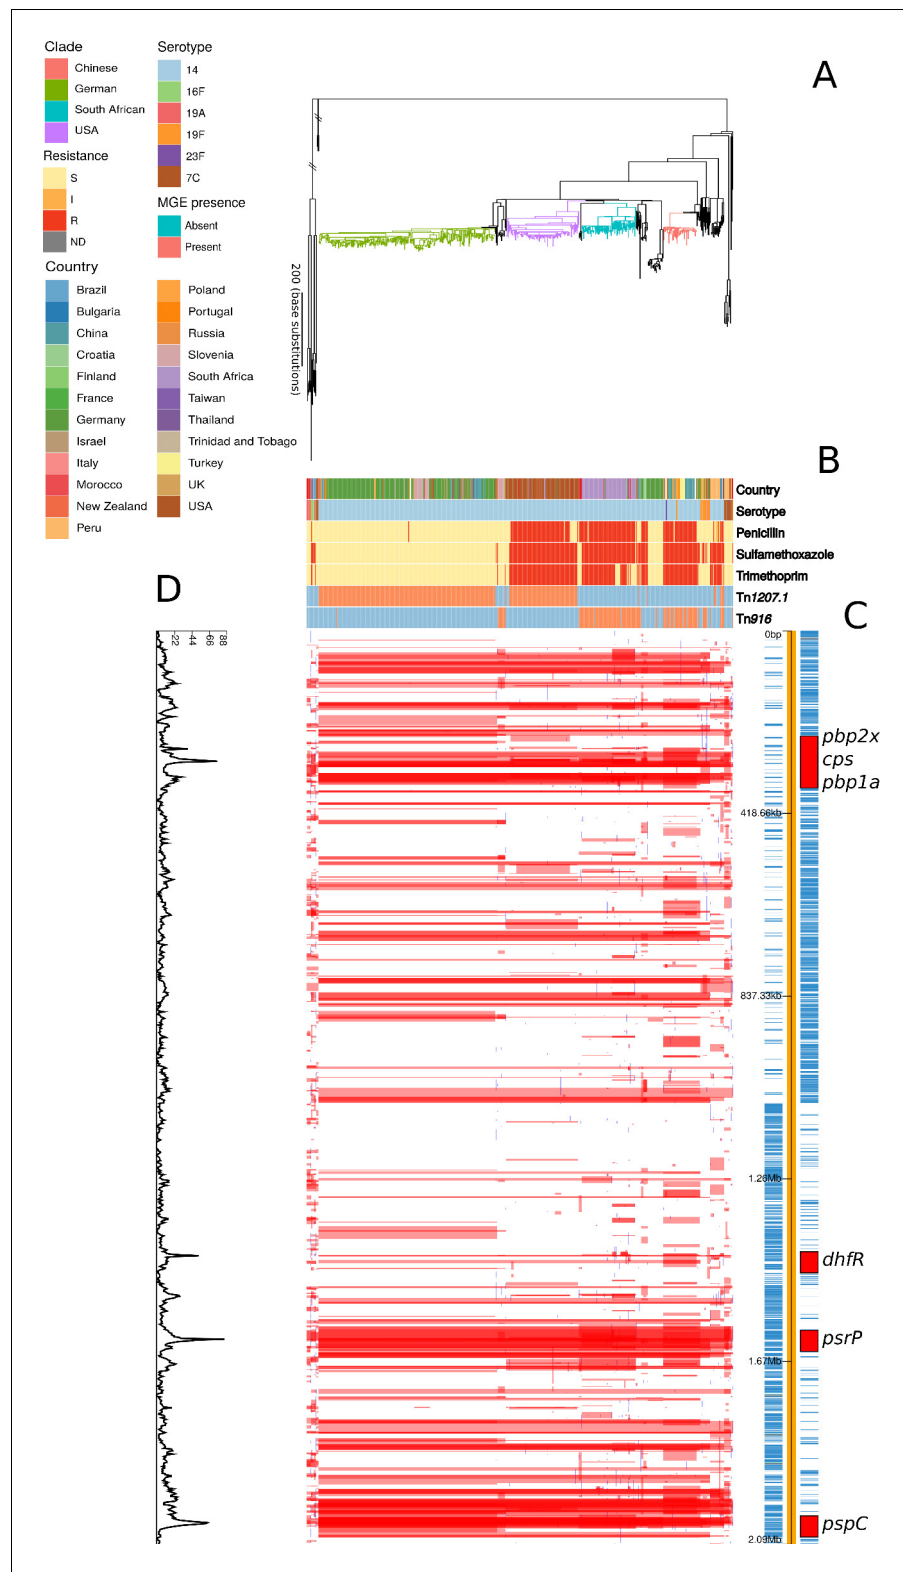 Clade
Chinese
German
South African
USA
Resistance
S
I
R
ND
Serotype
14
16F
19A
19F
23F
7C
MGE presence
Absent
Present
Country
Brazil
Bulgaria
China
Croatia
Finland
France
Germany
Israel
Italy
Morocco
New Zealand
Peru
Poland
Portugal
Russia
Slovenia
South Africa
Taiwan
Thailand
Trinidad and Tobago
Turkey
UK
USA
A
200 (base substitutions)
B
Country
Serotype
Penicillin
Sulfamethoxazole
Trimethoprim
Tn1207.1
Tn916
D
22
44
66
88
C
0bp
418.66kb
837.33kb
1.26Mb
1.67Mb
2.09Mb
pbp2x
cps
pbp1a
dhfR
psrP
pspC